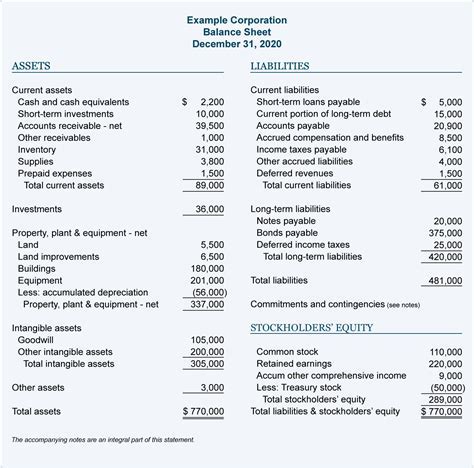 Example Corporation
Balance Sheet
December 31, 2020
ASSETS
Current assets
Cash and cash equivalents $ 2,200
Short-term investments 10,000
Accounts receivable - net 39,500
Other receivables 1,000
Inventory 31,000
Supplies 3,800
Prepaid expenses 1,500
Total current assets 89,000
Investments 36,000
Property, plant & equipment - net
Land 5,500
Land improvements 6,500
Buildings 180,000
Equipment 201,000
Less: accumulated depreciation (56,000)
Property, plant & equipment - net 337,000
Intangible assets
Goodwill 105,000
Other intangible assets 200,000
Total intangible assets 305,000
Other assets 3,000
Total assets $ 770,000
LIABILITIES
Current liabilities
Short-term loans payable $ 5,000
Current portion of long-term debt 15,000
Accounts payable 20,900
Accrued compensation and benefits 8,500
Income taxes payable 6,100
Other accrued liabilities 4,000
Deferred revenues 1,500
Total current liabilities 61,000
Long-term liabilities
Notes payable 20,000
Bonds payable 375,000
Deferred income taxes 25,000
Total long-term liabilities 420,000
Total liabilities 481,000
Commitments and contingencies (see notes)
STOCKHOLDERS' EQUITY
Common stock 110,000
Retained earnings 220,000
Accum other comprehensive income 9,000
Less: Treasury stock (50,000)
Total stockholders' equity 289,000
Total liabilities & stockholders' equity $ 770,000
The accompanying notes are an integral part of this statement.